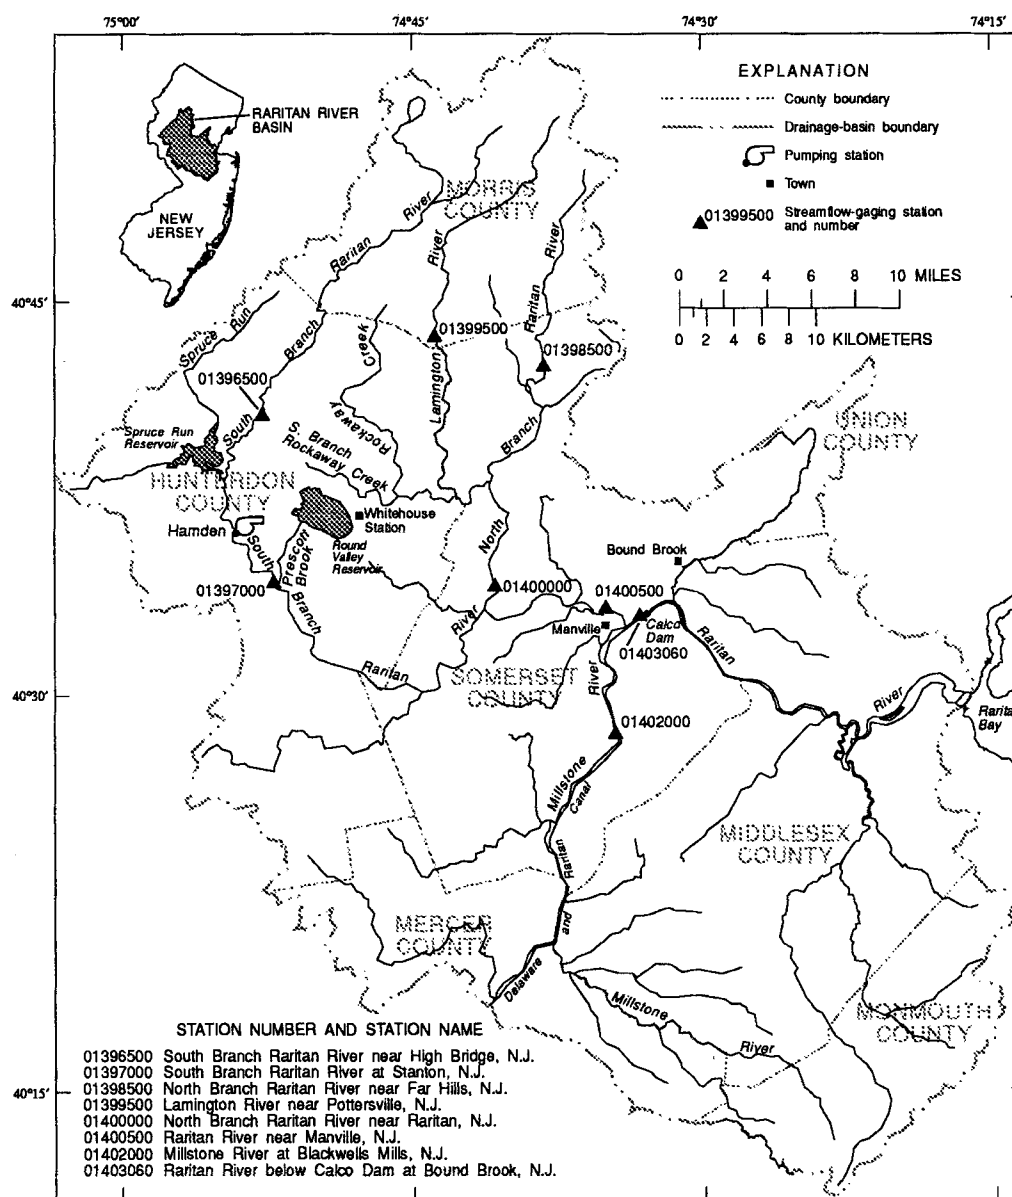 75°00'
74°45'
74°30'
74°15'
EXPLANATION
County boundary
Drainage-basin boundary
Pumping station
Town
01399500 Streamflow-gaging station
and number
0 2 4 6 8 10 MILES
0 2 4 6 8 10 KILOMETERS
RARITAN RIVER
BASIN
NEW
JERSEY
MORRIS
COUNTY
Raritan River
River
Raritan River
40°45'
Spruce Run
Branch
Creek
01399500
01398500
Lamington
01396500
South
Rockaway
Branch
UNION
COUNTY
Spruce Run
Reservoir
S. Branch
Rockaway Creek
HUNTERDON
COUNTY
Whitehouse
Station
Hamden
South
Prescott
Brook
Round
Valley
Reservoir
North
Bound Brook
01397000
Branch
01400000
01400500
River
Manville
Calco
Dam
01403060
Raritan
Raritan
SOMERSET
COUNTY
River
40°30'
River
Bay
01402000
Millstone
Canal
MIDDLESEX
COUNTY
Raritan
and
MERCER
COUNTY
Delaware
Millstone
River
MONMOUTH
COUNTY
STATION NUMBER AND STATION NAME
01396500 South Branch Raritan River near High Bridge, N.J.
01397000 South Branch Raritan River at Stanton, N.J.
01398500 North Branch Raritan River near Far Hills, N.J.
01399500 Lamington River near Pottersville, N.J.
01400000 North Branch Raritan River near Raritan, N.J.
01400500 Raritan River near Manville, N.J.
01402000 Millstone River at Blackwells Mills, N.J.
01403060 Raritan River below Calco Dam at Bound Brook, N.J.
40°15'